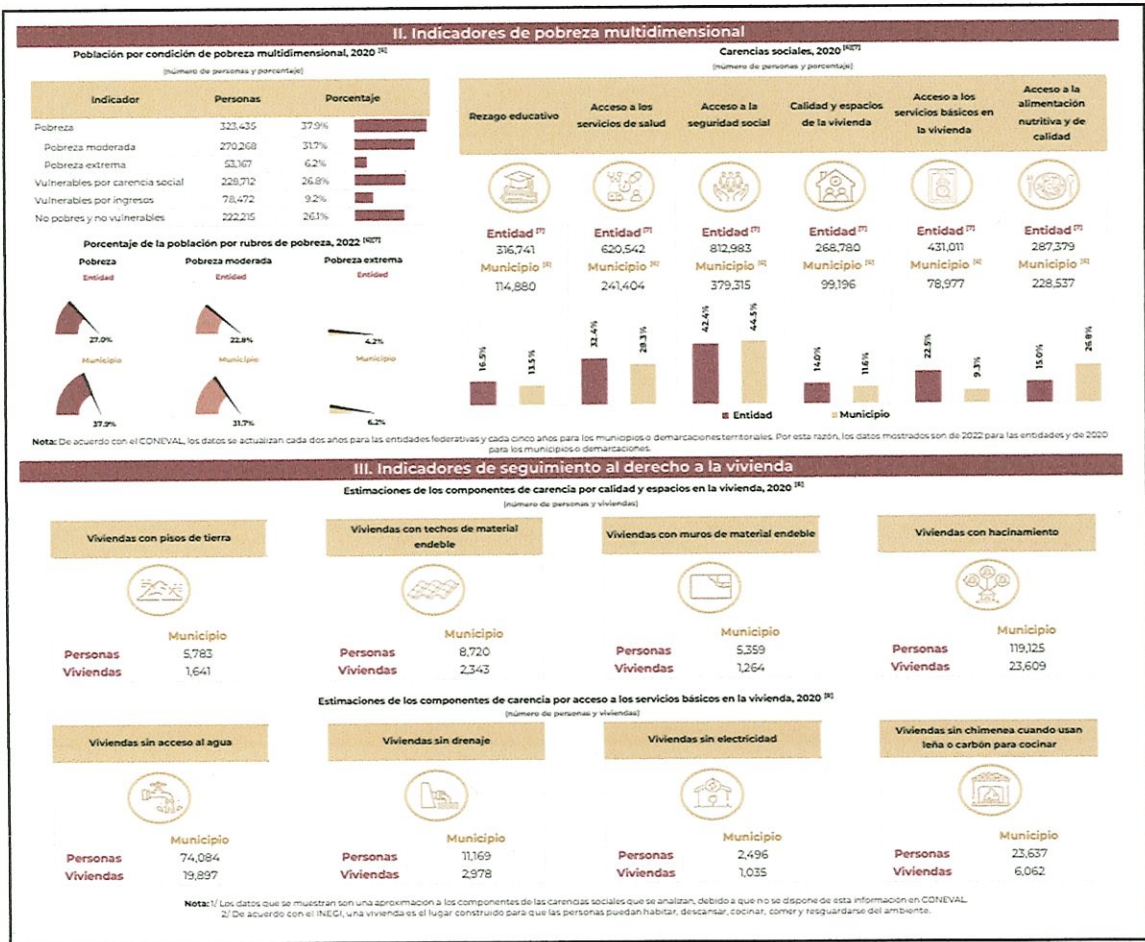 II. Indicadores de pobreza multidimensional
Población por condición de pobreza multidimensional, 2020 [6]
(número de personas y porcentaje)
Indicador Personas Porcentaje
Pobreza 323,435 37.9%
Pobreza moderada 270,268 31.7%
Pobreza extrema 53,167 6.2%
Vulnerables por carencia social 228,712 26.8%
Vulnerables por ingresos 78,472 9.2%
No pobres y no vulnerables 222,215 26.1%
Porcentaje de la población por rubros de pobreza, 2022 [6][7]
Pobreza Pobreza moderada Pobreza extrema
Entidad Entidad Entidad
27.0% 22.8% 4.2%
Municipio Municipio Municipio
37.9% 31.7% 6.2%
Carencias sociales, 2020 [6][7]
(número de personas y porcentaje)
Rezago educativo
Acceso a los
servicios de salud
Acceso a la
seguridad social
Calidad y espacios
de la vivienda
Acceso a los
servicios básicos en
la vivienda
Acceso a la
alimentación
nutritiva y de
calidad
Entidad [7] Entidad [7] Entidad [7] Entidad [7] Entidad [7] Entidad [7]
316,741 620,542 812,983 268,780 431,011 287,379
Municipio [6] Municipio [6] Municipio [6] Municipio [6] Municipio [6] Municipio [6]
114,880 241,404 379,315 99,196 78,977 228,537
16.5% 13.5% 32.4% 28.3% 42.4% 44.5% 14.0% 11.6% 22.5% 9.3% 15.0% 26.8%
Entidad Municipio
Nota: De acuerdo con el CONEVAL, los datos se actualizan cada dos años para las entidades federativas y cada cinco años para los municipios o demarcaciones territoriales. Por esta razón, los datos mostrados son de 2022 para las entidades y de 2020
para los municipios o demarcaciones.
III. Indicadores de seguimiento al derecho a la vivienda
Estimaciones de los componentes de carencia por calidad y espacios en la vivienda, 2020 [8]
(número de personas y viviendas)
Viviendas con pisos de tierra
Viviendas con techos de material
endeble
Viviendas con muros de material endeble
Viviendas con hacinamiento
Municipio Municipio Municipio Municipio
Personas 5,783 Personas 8,720 Personas 5,359 Personas 119,125
Viviendas 1,641 Viviendas 2,343 Viviendas 1,264 Viviendas 23,609
Estimaciones de los componentes de carencia por acceso a los servicios básicos en la vivienda, 2020 [8]
(número de personas y viviendas)
Viviendas sin acceso al agua
Viviendas sin drenaje
Viviendas sin electricidad
Viviendas sin chimenea cuando usan
leña o carbón para cocinar
Municipio Municipio Municipio Municipio
Personas 74,084 Personas 11,169 Personas 2,496 Personas 23,637
Viviendas 19,897 Viviendas 2,978 Viviendas 1,035 Viviendas 6,062
Nota: 1/ Los datos que se muestran son una aproximación a los componentes de las carencias sociales que se analizan, debido a que no se dispone de esta información en CONEVAL.
2/ De acuerdo con el INEGI, una vivienda es el lugar construido para que las personas puedan habitar, descansar, cocinar, comer y resguardarse del ambiente.